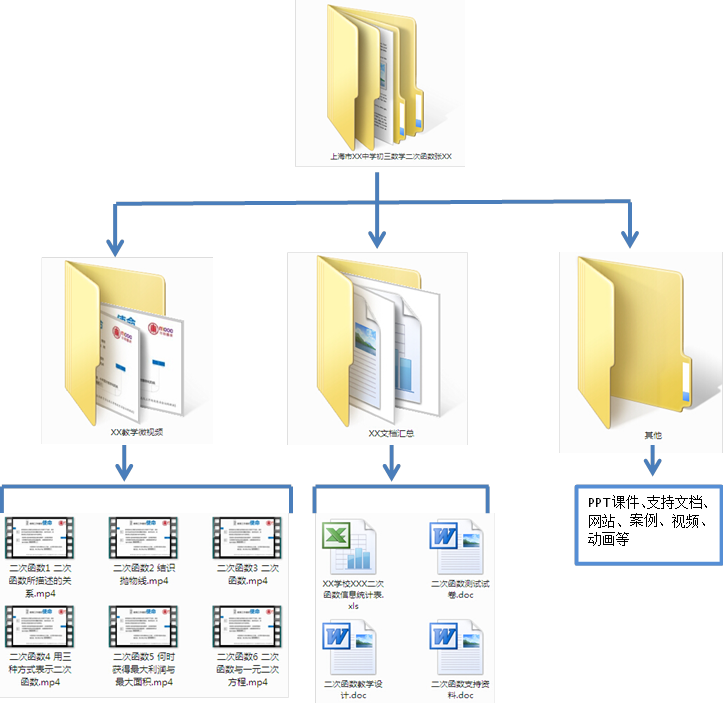 上海市XX中学初三数学二次函数张XX
XX教学微视频
XX文档汇总
其他
二次函数1 二次
函数所描述的关
系.mp4
二次函数2 结识
抛物线.mp4
二次函数3 二次
函数.mp4
二次函数4 用三
种方式表示二次
函数.mp4
二次函数5 何时
获得最大利润与
最大面积.mp4
二次函数6 二次
函数与一元二次
方程.mp4
XX学校XXX二次
函数信息统计表.
xls
二次函数测试试
卷.doc
二次函数教学设
计.doc
二次函数支持资
料.doc
PPT课件、支持文档、
网站、案例、视频、
动画等